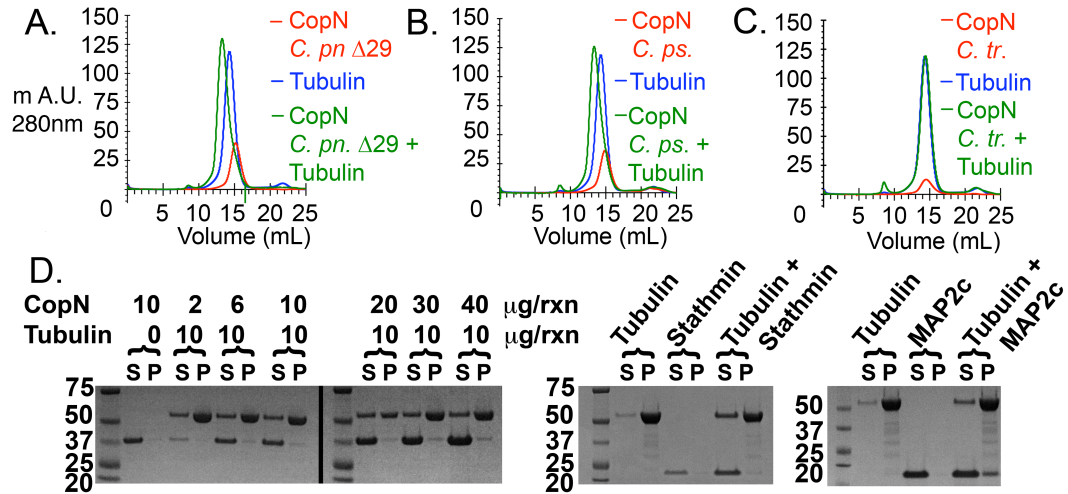 A.
150
125
100
75
50
25
0
m A.U.
280nm
5 10 15 20 25
Volume (mL)
CopN
C. pn Δ29
Tubulin
CopN
C. pn. Δ29 +
Tubulin
B.
150
125
100
75
50
25
0
5 10 15 20 25
Volume (mL)
CopN
C. ps.
Tubulin
CopN
C. ps. +
Tubulin
C.
150
125
100
75
50
25
0
5 10 15 20 25
Volume (mL)
CopN
C. tr.
Tubulin
CopN
C. tr. +
Tubulin
D.
CopN 10 2 6 10 20 30 40 μg/rxn
Tubulin 0 10 10 10 10 10 10 μg/rxn
S P S P S P S P S P S P S P
75
50
37
25
20
Tubulin
Stathmin
Tubulin +
Stathmin
S P S P S P
75
50
37
25
20
Tubulin
MAP2c
Tubulin +
MAP2c
S P S P S P
50
37
25
20